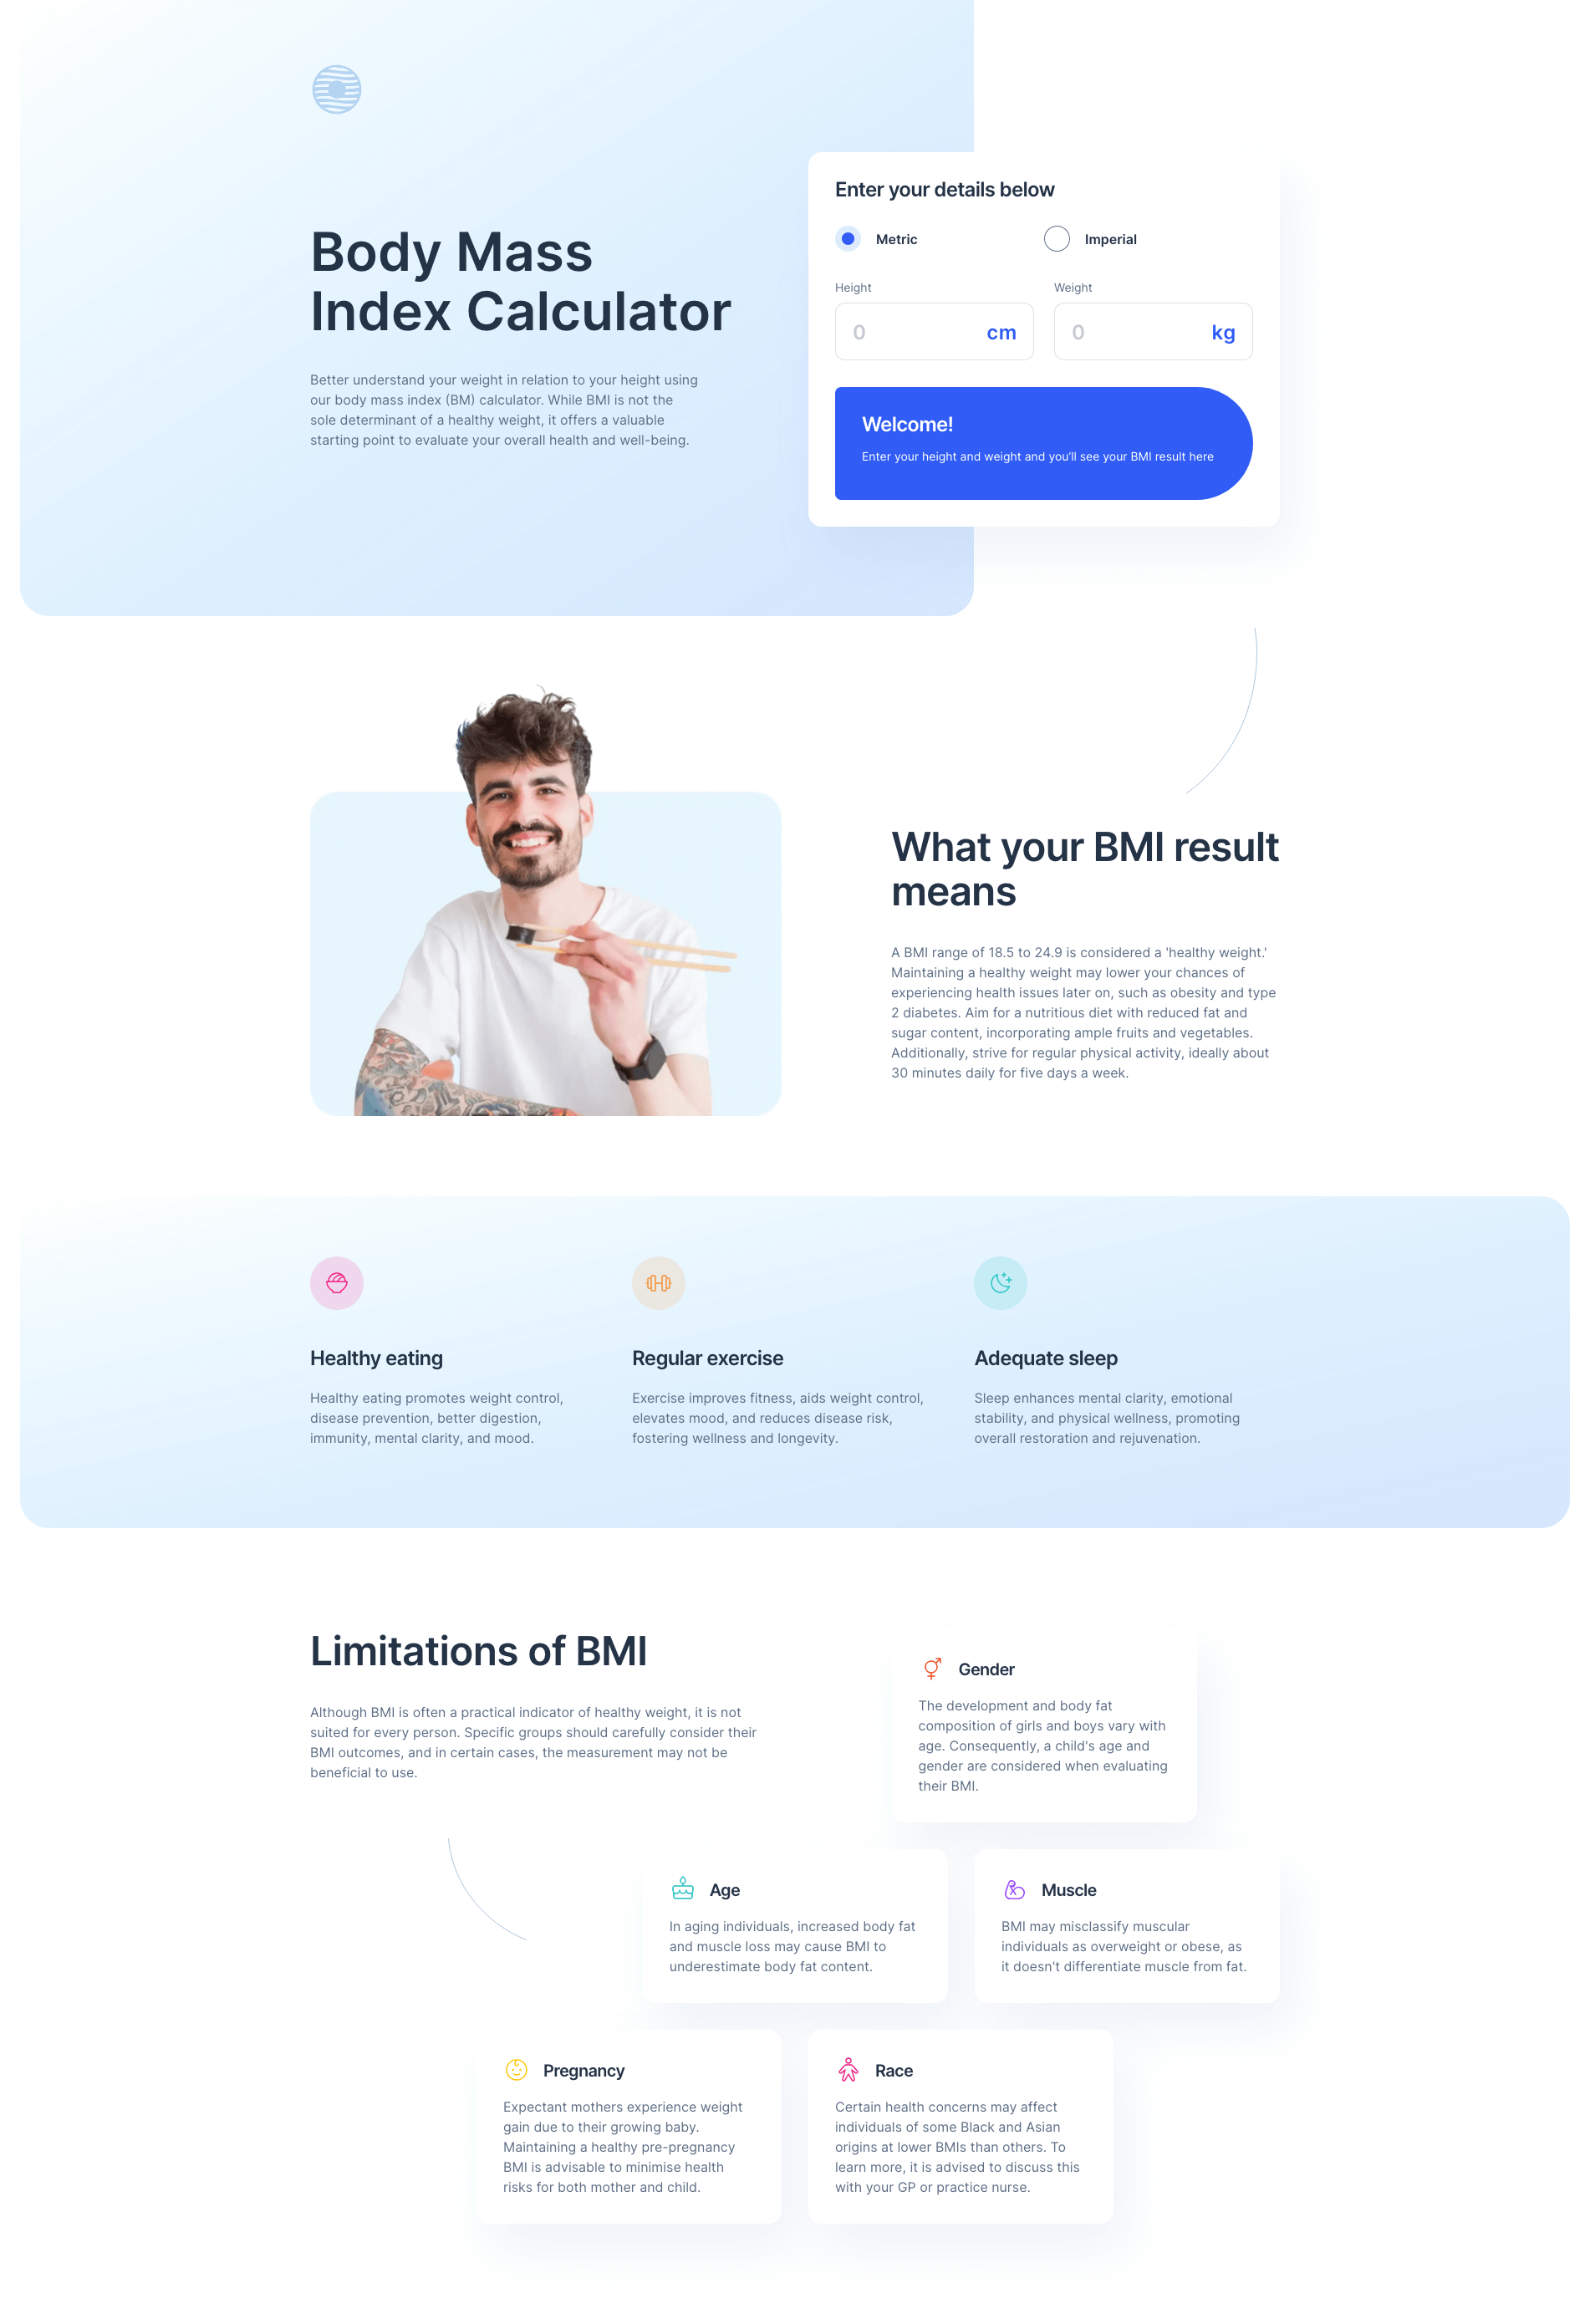 Body Mass
Index Calculator
Better understand your weight in relation to your height using
our body mass index (BM) calculator. While BMI is not the
sole determinant of a healthy weight, it offers a valuable
starting point to evaluate your overall health and well-being.
Enter your details below
Metric
Imperial
Height
Weight
0 cm
0 kg
Welcome!
Enter your height and weight and you'll see your BMI result here
What your BMI result
means
A BMI range of 18.5 to 24.9 is considered a 'healthy weight.'
Maintaining a healthy weight may lower your chances of
experiencing health issues later on, such as obesity and type
2 diabetes. Aim for a nutritious diet with reduced fat and
sugar content, incorporating ample fruits and vegetables.
Additionally, strive for regular physical activity, ideally about
30 minutes daily for five days a week.
Healthy eating
Healthy eating promotes weight control,
disease prevention, better digestion,
immunity, mental clarity, and mood.
Regular exercise
Exercise improves fitness, aids weight control,
elevates mood, and reduces disease risk,
fostering wellness and longevity.
Adequate sleep
Sleep enhances mental clarity, emotional
stability, and physical wellness, promoting
overall restoration and rejuvenation.
Limitations of BMI
Although BMI is often a practical indicator of healthy weight, it is not
suited for every person. Specific groups should carefully consider their
BMI outcomes, and in certain cases, the measurement may not be
beneficial to use.
Gender
The development and body fat
composition of girls and boys vary with
age. Consequently, a child's age and
gender are considered when evaluating
their BMI.
Age
In aging individuals, increased body fat
and muscle loss may cause BMI to
underestimate body fat content.
Muscle
BMI may misclassify muscular
individuals as overweight or obese, as
it doesn't differentiate muscle from fat.
Pregnancy
Expectant mothers experience weight
gain due to their growing baby.
Maintaining a healthy pre-pregnancy
BMI is advisable to minimise health
risks for both mother and child.
Race
Certain health concerns may affect
individuals of some Black and Asian
origins at lower BMIs than others. To
learn more, it is advised to discuss this
with your GP or practice nurse.